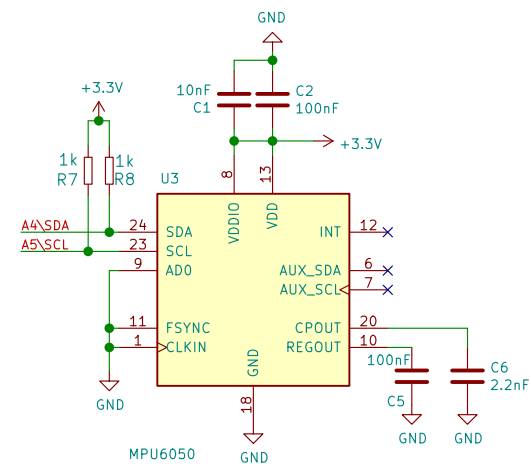 GND
+3.3V
10nF
C1
C2
100nF
+3.3V
1k
R7
1k
R8
U3
8
13
VDDIO
VDD
A4\SDA
24
SDA
INT
12
A5\SCL
23
SCL
9
AD0
AUX_SDA
6
AUX_SCL
7
11
FSYNC
CPOUT
20
1
CLKIN
REGOUT
10
GND
18
100nF
C5
C6
2.2nF
GND
GND
GND
GND
MPU6050